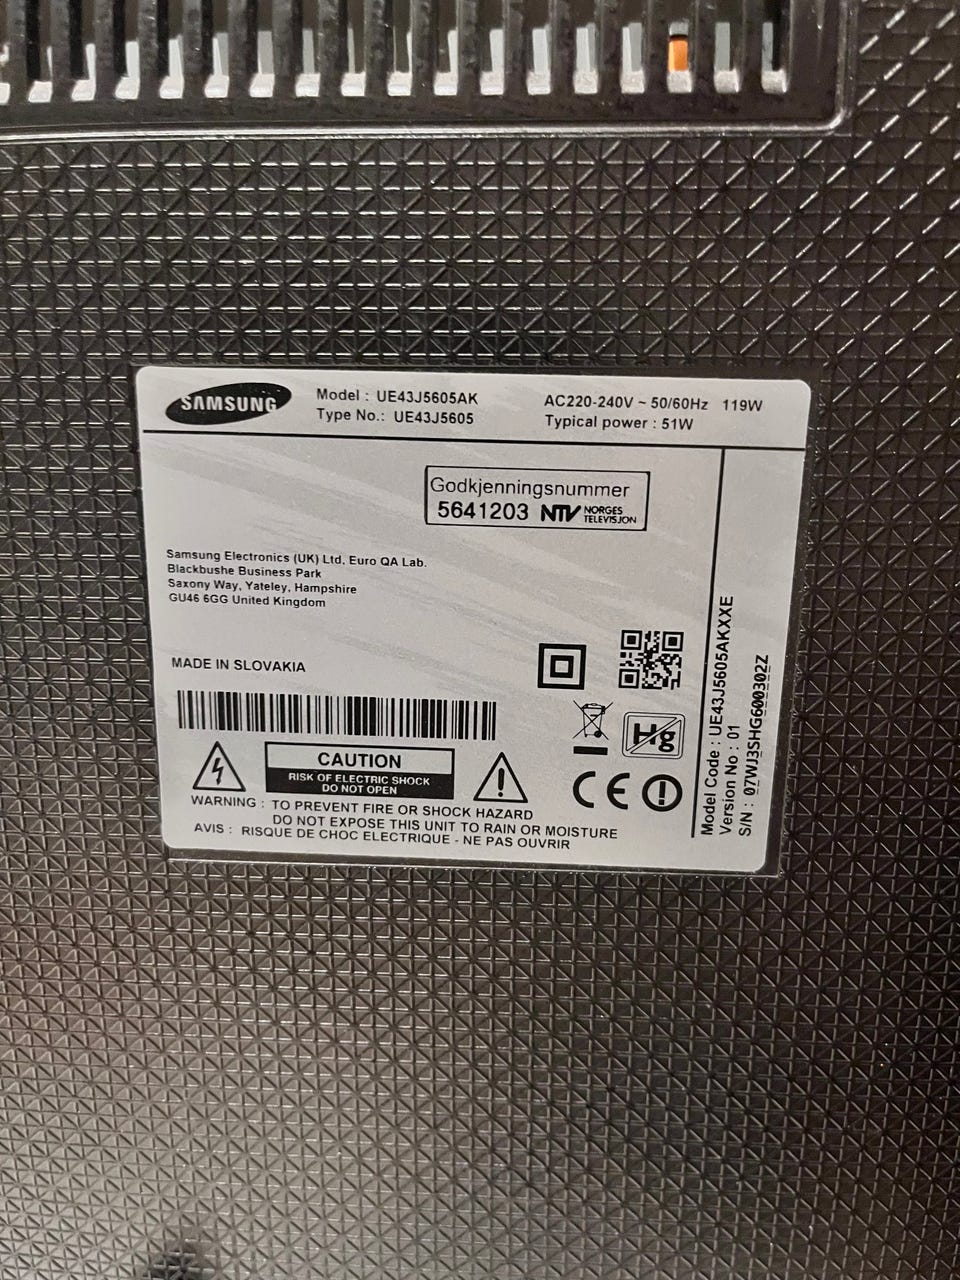 SAMSUNG
Model : UE43J5605AK
Type No.: UE43J5605
AC220-240V ~ 50/60Hz 119W
Typical power : 51W
Godkjenningsnummer
5641203 NTV NORGES TELEVISJON
Samsung Electronics (UK) Ltd. Euro QA Lab.
Blackbushe Business Park
Saxony Way, Yateley, Hampshire
GU46 6GG United Kingdom
MADE IN SLOVAKIA
Hg
CAUTION
RISK OF ELECTRIC SHOCK
DO NOT OPEN
CE
WARNING : TO PREVENT FIRE OR SHOCK HAZARD
DO NOT EXPOSE THIS UNIT TO RAIN OR MOISTURE
AVIS : RISQUE DE CHOC ELECTRIQUE - NE PAS OUVRIR
Model Code : UE43J5605AKXXE
Version No : 01
S/N : 07WJ3SHG600302Z